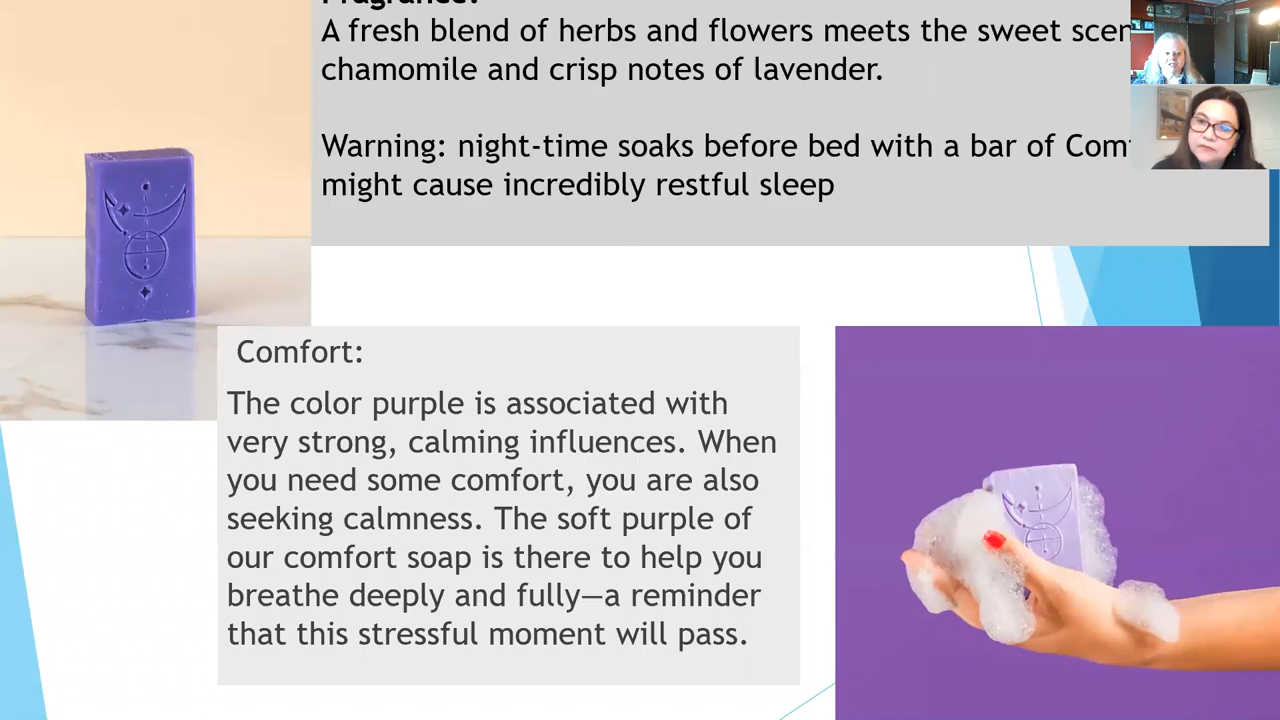 Fragrance:
A fresh blend of herbs and flowers meets the sweet
chamomile and crisp notes of lavender.
Warning: night-time soaks before bed with a bar of
might cause incredibly restful sleep
Comfort:
The color purple is associated with
very strong, calming influences. When
you need some comfort, you are also
seeking calmness. The soft purple of
our comfort soap is there to help you
breathe deeply and fully—a reminder
that this stressful moment will pass.